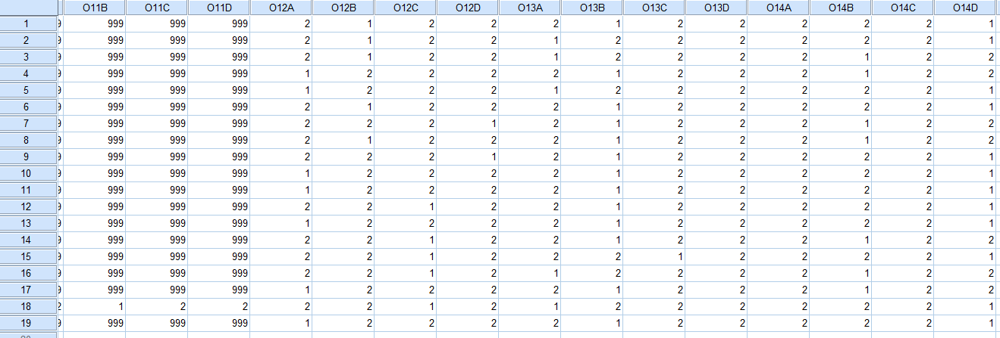 O11B O11C O11D O12A O12B O12C O12D O13A O13B O13C O13D O14A O14B O14C O14D
1 9 999 999 999 2 1 2 2 2 1 2 2 2 2 2 1
2 9 999 999 999 2 1 2 2 1 2 2 2 2 2 2 1
3 9 999 999 999 2 1 2 2 1 2 2 2 2 1 2 2
4 9 999 999 999 1 2 2 2 2 1 2 2 2 1 2 2
5 9 999 999 999 1 2 2 2 1 2 2 2 2 2 2 1
6 9 999 999 999 2 1 2 2 2 1 2 2 2 2 2 1
7 9 999 999 999 2 2 2 1 2 1 2 2 2 1 2 2
8 9 999 999 999 2 1 2 2 2 1 2 2 2 1 2 2
9 9 999 999 999 2 2 2 1 2 1 2 2 2 2 2 1
10 9 999 999 999 1 2 2 2 2 1 2 2 2 2 2 1
11 9 999 999 999 1 2 2 2 2 1 2 2 2 2 2 1
12 9 999 999 999 2 2 1 2 2 1 2 2 2 2 2 1
13 9 999 999 999 1 2 2 2 2 1 2 2 2 2 2 1
14 9 999 999 999 2 2 1 2 2 1 2 2 2 1 2 2
15 9 999 999 999 2 2 1 2 2 2 1 2 2 2 2 1
16 9 999 999 999 2 2 1 2 1 2 2 2 2 1 2 2
17 9 999 999 999 1 2 2 2 2 1 2 2 2 1 2 2
18 2 1 2 2 2 2 1 2 1 2 2 2 2 2 2 1
19 9 999 999 999 1 2 2 2 2 1 2 2 2 2 2 1